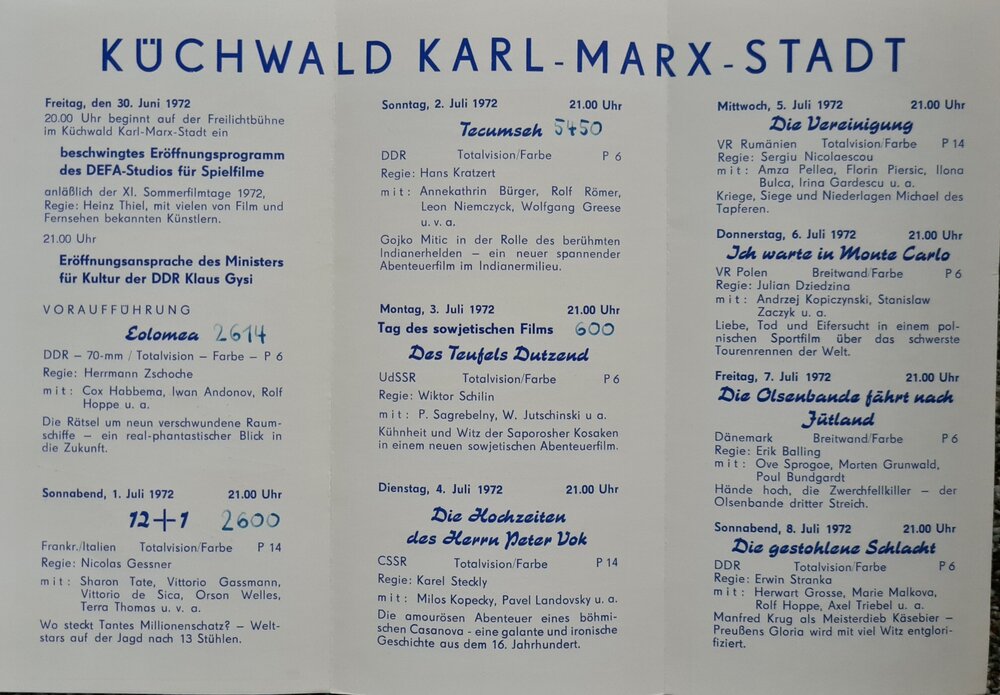 KÜCHWALD KARL-MARX-STADT
Freitag, den 30. Juni 1972
20.00 Uhr beginnt auf der Freilichtbühne
im Küchwald Karl-Marx-Stadt ein
beschwingtes Eröffnungsprogramm
des DEFA-Studios für Spielfilme
anläßlich der XI. Sommerfilmtage 1972,
Regie: Heinz Thiel, mit vielen von Film und
Fernsehen bekannten Künstlern.
21.00 Uhr
Eröffnungsansprache des Ministers
für Kultur der DDR Klaus Gysi
VORAUFFÜHRUNG
Eolomea 2614
DDR – 70-mm / Totalvision – Farbe – P 6
Regie: Herrmann Zschoche
mit: Cox Habbema, Iwan Andonov, Rolf
Hoppe u. a.
Die Rätsel um neun verschwundene Raum-
schiffe – ein real-phantastischer Blick in
die Zukunft.
Sonnabend, 1. Juli 1972 21.00 Uhr
12+1 2600
Frankr./Italien Totalvision/Farbe P 14
Regie: Nicolas Gessner
mit: Sharon Tate, Vittorio Gassmann,
Vittorio de Sica, Orson Welles,
Terra Thomas u. v. a.
Wo steckt Tantes Millionenschatz? – Welt-
stars auf der Jagd nach 13 Stühlen.
Sonntag, 2. Juli 1972 21.00 Uhr
Tecumseh 5450
DDR Totalvision/Farbe P 6
Regie: Hans Kratzert
mit: Annekathrin Bürger, Rolf Römer,
Leon Niemczyk, Wolfgang Greese
u. v. a.
Gojko Mitic in der Rolle des berühmten
Indianerhelden – ein neuer spannender
Abenteuerfilm im Indianermilieu.
Montag, 3. Juli 1972 21.00 Uhr
Tag des sowjetischen Films 600
Des Teufels Dutzend
UdSSR Totalvision/Farbe P 6
Regie: Wiktor Schilin
mit: P. Sagrebelny, W. Jutschinski u. a.
Kühnheit und Witz der Saporosher Kosaken
in einem neuen sowjetischen Abenteuerfilm.
Dienstag, 4. Juli 1972 21.00 Uhr
Die Hochzeiten
des Herrn Peter Vok
CSSR Totalvision/Farbe P 14
Regie: Karel Steckly
mit: Milos Kopecky, Pavel Landovsky u. a.
Die amourösen Abenteuer eines böhmi-
schen Casanova - eine galante und ironische
Geschichte aus dem 16. Jahrhundert.
Mittwoch, 5. Juli 1972 21.00 Uhr
Die Vereinigung
VR Rumänien Totalvision/Farbe P 14
Regie: Sergiu Nicolaescou
mit: Amza Pellea, Florin Piersic, Ilona
Bulca, Irina Gardescu u. a.
Kriege, Siege und Niederlagen Michael des
Tapferen.
Donnerstag, 6. Juli 1972 21.00 Uhr
Ich warte in Monte Carlo
VR Polen Breitwand/Farbe P 6
Regie: Julian Dziedzina
mit: Andrzej Kopiczynski, Stanislaw
Zaczyk u. a.
Liebe, Tod und Eifersucht in einem pol-
nischen Sportfilm über das schwerste
Tourenrennen der Welt.
Freitag, 7. Juli 1972 21.00 Uhr
Die Olsenbande fährt nach
Jütland
Dänemark Breitwand/Farbe P 6
Regie: Erik Balling
mit: Ove Sprogoe, Morten Grunwald,
Poul Bundgardt
Hände hoch, die Zwerchfellkiller – der
Olsenbande dritter Streich.
Sonnabend, 8. Juli 1972 21.00 Uhr
Die gestohlene Schlacht
DDR Totalvision/Farbe P 6
Regie: Erwin Stranka
mit: Herwart Grosse, Marie Malkova,
Rolf Hoppe, Axel Triebel u. a.
Manfred Krug als Meisterdieb Käsebier –
Preußens Gloria wird mit viel Witz entglori-
fiziert.